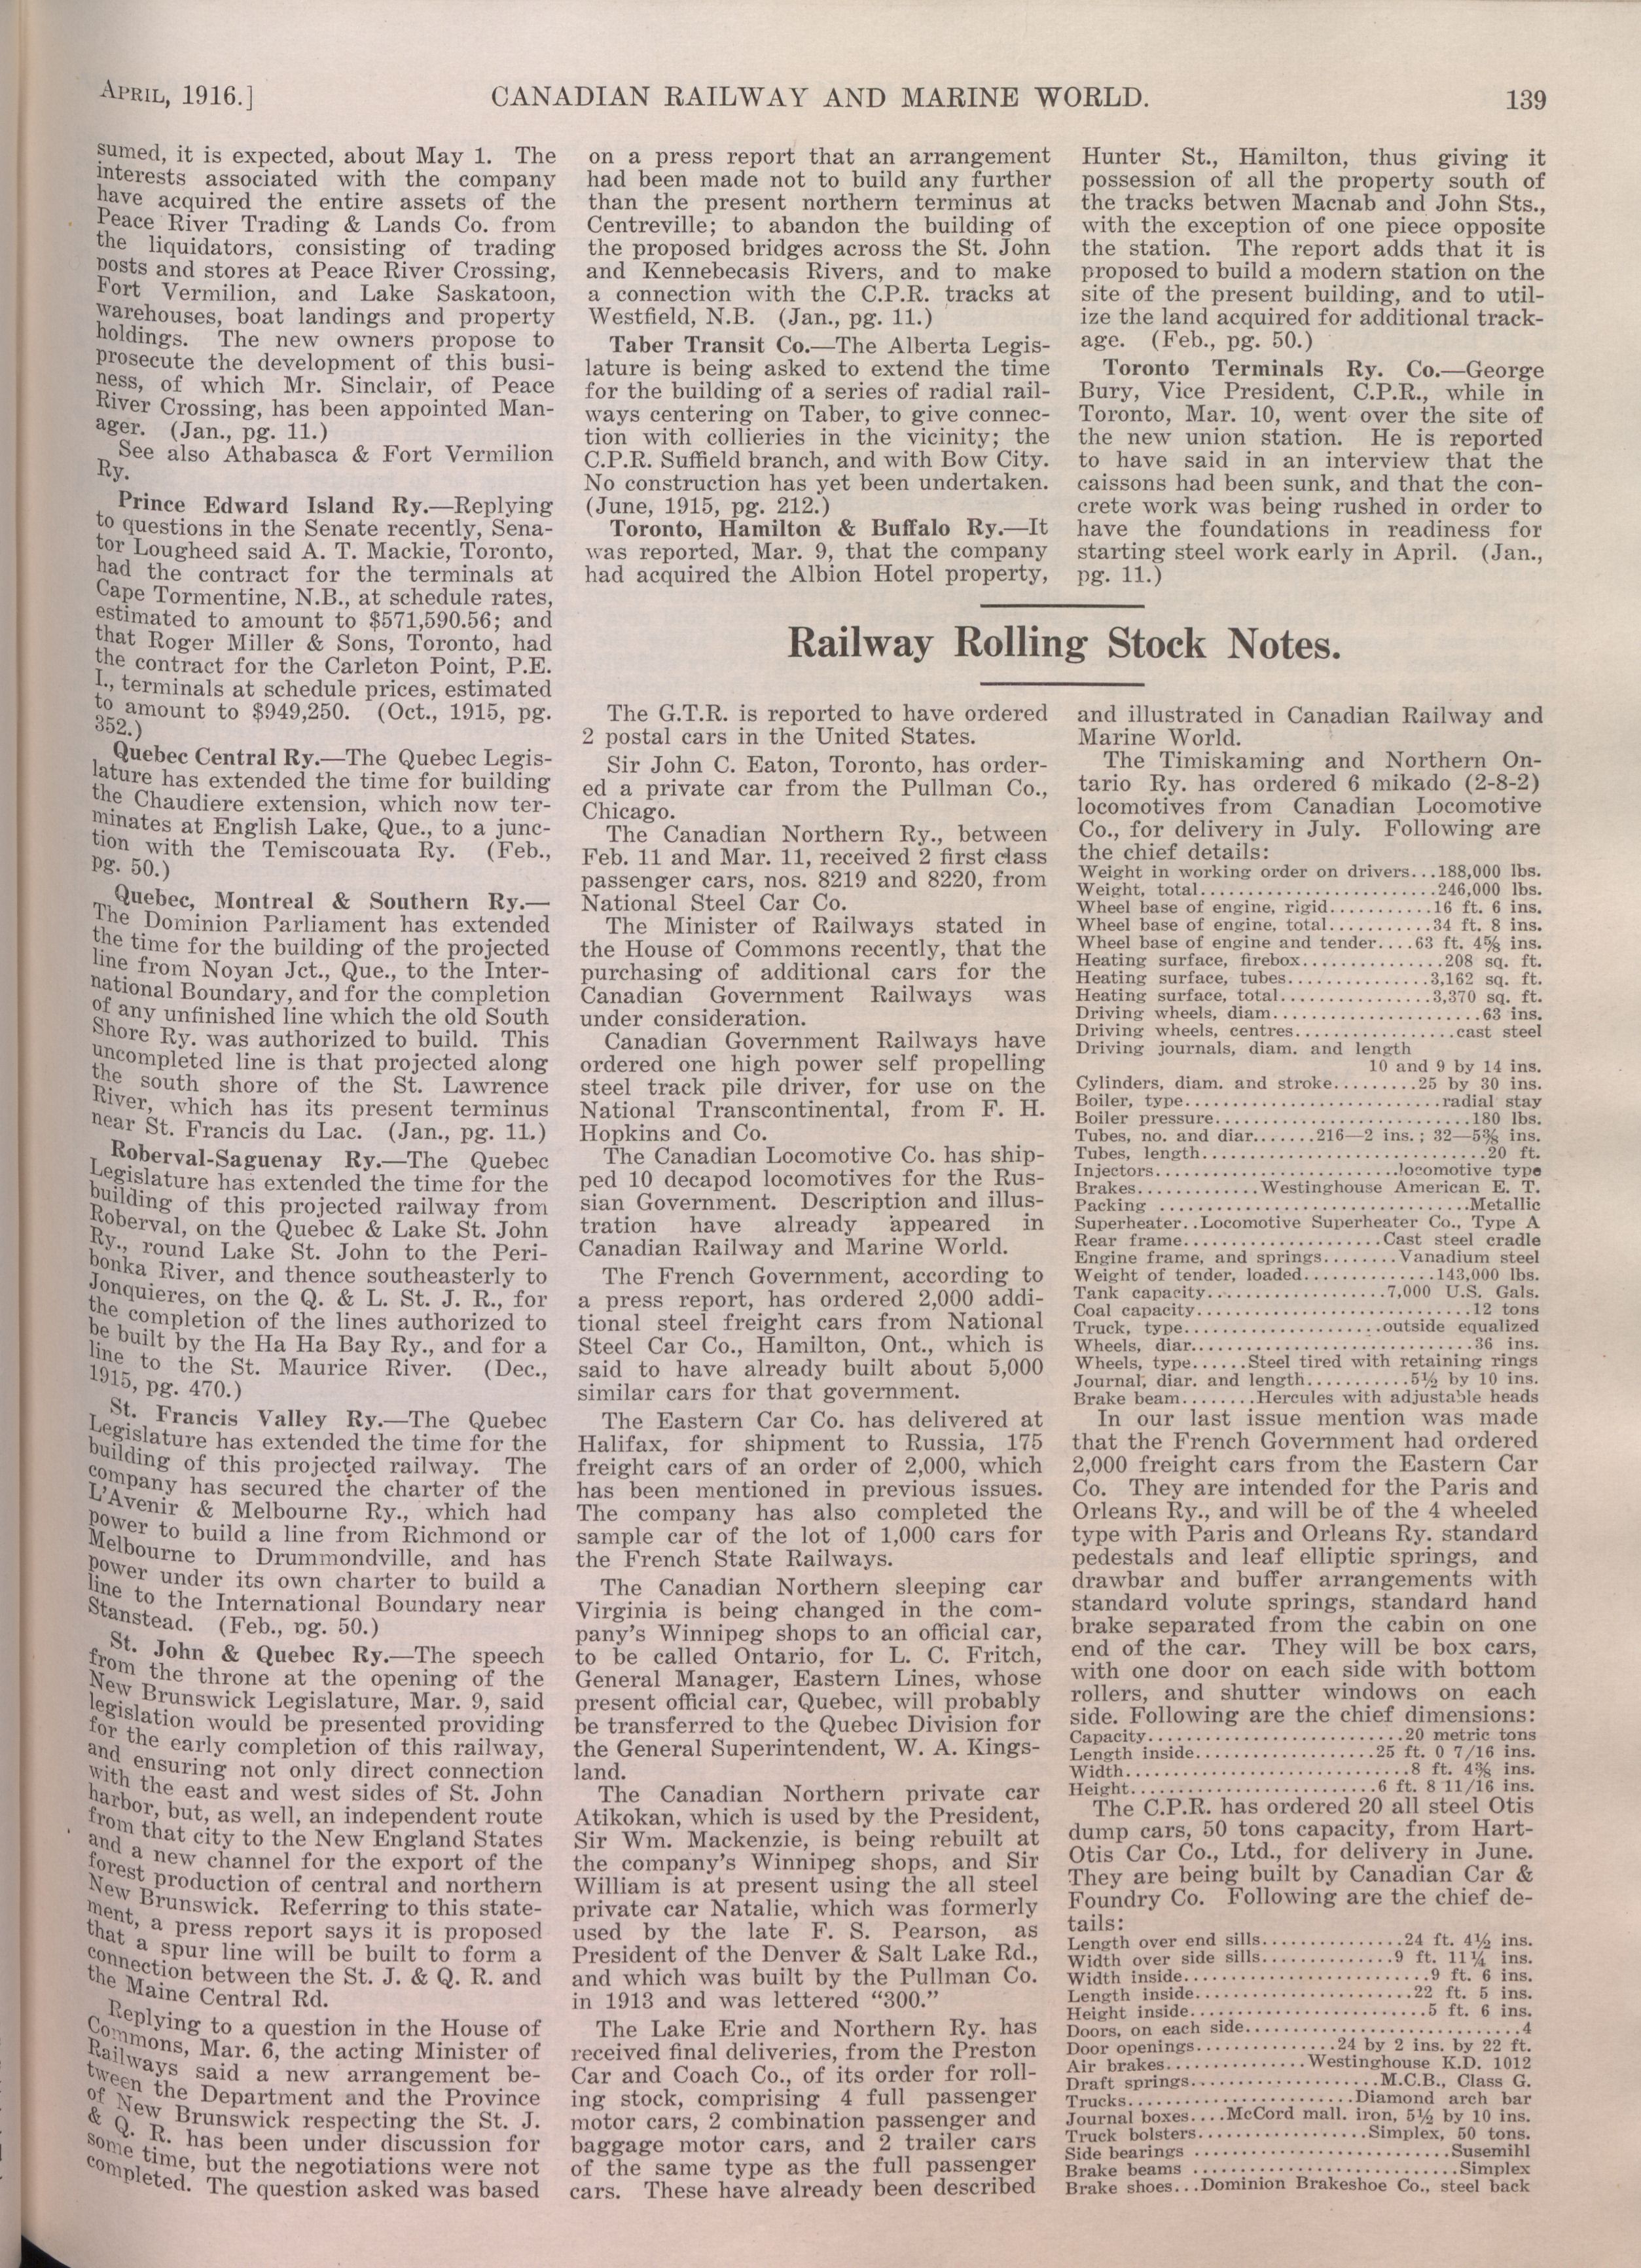 APRIL, 1916.]
CANADIAN RAILWAY AND MARINE WORLD.
139
sumed, it is expected, about May 1. The
interests associated with the company
have acquired the entire assets of the
Peace River Trading & Lands Co. from
the liquidators, consisting of trading
posts and stores at Peace River Crossing,
Fort Vermilion, and Lake Saskatoon,
warehouses, boat landings and property
holdings. The new owners propose to
prosecute the development of this busi-
ness, of which Mr. Sinclair, of Peace
River Crossing, has been appointed Man-
ager. (Jan., pg. 11.)
See also Athabasca & Fort Vermilion
Ry.
Prince Edward Island Ry.—Replying
to questions in the Senate recently, Sena-
tor Lougheed said A. T. Mackie, Toronto,
had the contract for the terminals at
Cape Tormentine, N.B., at schedule rates,
estimated to amount to $571,590.56; and
that Roger Miller & Sons, Toronto, had
the contract for the Carleton Point, P.E.
I., terminals at schedule prices, estimated
to amount to $949,250. (Oct., 1915, pg.
352.)
Quebec Central Ry.—The Quebec Legis-
lature has extended the time for building
the Chaudiere extension, which now ter-
minates at English Lake, Que., to a junc-
tion with the Temiscouata Ry. (Feb.,
pg. 50.)
Quebec, Montreal & Southern Ry.—
The Dominion Parliament has extended
the time for the building of the projected
line from Noyan Jct., Que., to the Inter-
national Boundary, and for the completion
of any unfinished line which the old South
Shore Ry. was authorized to build. This
uncompleted line is that projected along
the south shore of the St. Lawrence
River, which has its present terminus
near St. Francis du Lac. (Jan., pg. 11.)
Roberval-Saguenay Ry.—The Quebec
Legislature has extended the time for the
building of this projected railway from
Roberval, on the Quebec & Lake St. John
Ry., round Lake St. John to the Peri-
bonka River, and thence southeasterly to
Jonquieres, on the Q. & L. St. J. R., for
the completion of the lines authorized to
be built by the Ha Ha Bay Ry., and for a
line to the St. Maurice River. (Dec.,
1915, pg. 470.)
St. Francis Valley Ry.—The Quebec
Legislature has extended the time for the
building of this projected railway. The
company has secured the charter of the
L'Avenir & Melbourne Ry., which had
power to build a line from Richmond or
Melbourne to Drummondville, and has
power under its own charter to build a
line to the International Boundary near
Stanstead. (Feb., pg. 50.)
St. John & Quebec Ry.—The speech
from the throne at the opening of the
New Brunswick Legislature, Mar. 9, said
legislation would be presented providing
for the early completion of this railway,
and ensuring not only direct connection
with the east and west sides of St. John
harbor, but, as well, an independent route
from that city to the New England States
and a new channel for the export of the
forest production of central and northern
New Brunswick. Referring to this state-
ment, a press report says it is proposed
that a spur line will be built to form a
connection between the St. J. & Q. R. and
the Maine Central Rd.
Replying to a question in the House of
Commons, Mar. 6, the acting Minister of
Railways said a new arrangement be-
tween the Department and the Province
of New Brunswick respecting the St. J.
& Q. R. has been under discussion for
some time, but the negotiations were not
completed. The question asked was based
on a press report that an arrangement
had been made not to build any further
than the present northern terminus at
Centreville; to abandon the building of
the proposed bridges across the St. John
and Kennebecasis Rivers, and to make
a connection with the C.P.R. tracks at
Westfield, N.B. (Jan., pg. 11.)
Taber Transit Co.—The Alberta Legis-
lature is being asked to extend the time
for the building of a series of radial rail-
ways centering on Taber, to give connec-
tion with collieries in the vicinity; the
C.P.R. Suffield branch, and with Bow City.
No construction has yet been undertaken.
(June, 1915, pg. 212.)
Toronto, Hamilton & Buffalo Ry.—It
was reported, Mar. 9, that the company
had acquired the Albion Hotel property,
Hunter St., Hamilton, thus giving it
possession of all the property south of
the tracks betwen Macnab and John Sts.,
with the exception of one piece opposite
the station. The report adds that it is
proposed to build a modern station on the
site of the present building, and to util-
ize the land acquired for additional track-
age. (Feb., pg. 50.)
Toronto Terminals Ry. Co.—George
Bury, Vice President, C.P.R., while in
Toronto, Mar. 10, went over the site of
the new union station. He is reported
to have said in an interview that the
caissons had been sunk, and that the con-
crete work was being rushed in order to
have the foundations in readiness for
starting steel work early in April. (Jan.,
pg. 11.)
Railway Rolling Stock Notes.
The G.T.R. is reported to have ordered
2 postal cars in the United States.
Sir John C. Eaton, Toronto, has order-
ed a private car from the Pullman Co.,
Chicago.
The Canadian Northern Ry., between
Feb. 11 and Mar. 11, received 2 first class
passenger cars, nos. 8219 and 8220, from
National Steel Car Co.
The Minister of Railways stated in
the House of Commons recently, that the
purchasing of additional cars for the
Canadian Government Railways was
under consideration.
Canadian Government Railways have
ordered one high power self propelling
steel track pile driver, for use on the
National Transcontinental, from F. H.
Hopkins and Co.
The Canadian Locomotive Co. has ship-
ped 10 decapod locomotives for the Rus-
sian Government. Description and illus-
tration have already appeared in
Canadian Railway and Marine World.
The French Government, according to
a press report, has ordered 2,000 addi-
tional steel freight cars from National
Steel Car Co., Hamilton, Ont., which is
said to have already built about 5,000
similar cars for that government.
The Eastern Car Co. has delivered at
Halifax, for shipment to Russia, 175
freight cars of an order of 2,000, which
has been mentioned in previous issues.
The company has also completed the
sample car of the lot of 1,000 cars for
the French State Railways.
The Canadian Northern sleeping car
Virginia is being changed in the com-
pany's Winnipeg shops to an official car,
to be called Ontario, for L. C. Fritch,
General Manager, Eastern Lines, whose
present official car, Quebec, will probably
be transferred to the Quebec Division for
the General Superintendent, W. A. Kings-
land.
The Canadian Northern private car
Atikokan, which is used by the President,
Sir Wm. Mackenzie, is being rebuilt at
the company's Winnipeg shops, and Sir
William is at present using the all steel
private car Natalie, which was formerly
used by the late F. S. Pearson, as
President of the Denver & Salt Lake Rd.,
and which was built by the Pullman Co.
in 1913 and was lettered "300."
The Lake Erie and Northern Ry. has
received final deliveries, from the Preston
Car and Coach Co., of its order for roll-
ing stock, comprising 4 full passenger
motor cars, 2 combination passenger and
baggage motor cars, and 2 trailer cars
of the same type as the full passenger
cars. These have already been described
and illustrated in Canadian Railway and
Marine World.
The Timiskaming and Northern On-
tario Ry. has ordered 6 mikado (2-8-2)
locomotives from Canadian Locomotive
Co., for delivery in July. Following are
the chief details:
Weight in working order on drivers...188,000 lbs.
Weight, total........................246,000 lbs.
Wheel base of engine, rigid...........16 ft. 6 ins.
Wheel base of engine, total...........34 ft. 8 ins.
Wheel base of engine and tender....63 ft. 4⅝ ins.
Heating surface, firebox...............208 sq. ft.
Heating surface, tubes...............3,162 sq. ft.
Heating surface, total................3,370 sq. ft.
Driving wheels, diam......................63 ins.
Driving wheels, centres.................cast steel
Driving journals, diam. and length
10 and 9 by 14 ins.
Cylinders, diam. and stroke.........25 by 30 ins.
Boiler, type...........................radial stay
Boiler pressure...........................180 lbs.
Tubes, no. and diar.......216—2 ins.; 32—5⅜ ins.
Tubes, length..............................20 ft.
Injectors..........................locomotive type
Brakes.............Westinghouse American E. T.
Packing .................................Metallic
Superheater..Locomotive Superheater Co., Type A
Rear frame.....................Cast steel cradle
Engine frame, and springs........Vanadium steel
Weight of tender, loaded..............143,000 lbs.
Tank capacity...................7,000 U.S. Gals.
Coal capacity.............................12 tons
Truck, type.....................outside equalized
Wheels, diar..............................36 ins.
Wheels, type......Steel tired with retaining rings
Journal, diar. and length...........5½ by 10 ins.
Brake beam........Hercules with adjustable heads
In our last issue mention was made
that the French Government had ordered
2,000 freight cars from the Eastern Car
Co. They are intended for the Paris and
Orleans Ry., and will be of the 4 wheeled
type with Paris and Orleans Ry. standard
pedestals and leaf elliptic springs, and
drawbar and buffer arrangements with
standard volute springs, standard hand
brake separated from the cabin on one
end of the car. They will be box cars,
with one door on each side with bottom
rollers, and shutter windows on each
side. Following are the chief dimensions:
Capacity...........................20 metric tons
Length inside...................25 ft. 0 7/16 ins.
Width..............................8 ft. 4⅜ ins.
Height..........................6 ft. 8 11/16 ins.
The C.P.R. has ordered 20 all steel Otis
dump cars, 50 tons capacity, from Hart-
Otis Car Co., Ltd., for delivery in June.
They are being built by Canadian Car &
Foundry Co. Following are the chief de-
tails:
Length over end sills...............24 ft. 4½ ins.
Width over side sills..............9 ft. 11¼ ins.
Width inside..........................9 ft. 6 ins.
Length inside.......................22 ft. 5 ins.
Height inside.........................5 ft. 6 ins.
Doors, on each side.............................4
Door openings...............24 by 2 ins. by 22 ft.
Air brakes...............Westinghouse K.D. 1012
Draft springs....................M.C.B., Class G.
Trucks........................Diamond arch bar
Journal boxes....McCord mall. iron, 5½ by 10 ins.
Truck bolsters..................Simplex, 50 tons.
Side bearings ...........................Susemihl
Brake beams ............................Simplex
Brake shoes...Dominion Brakeshoe Co., steel back